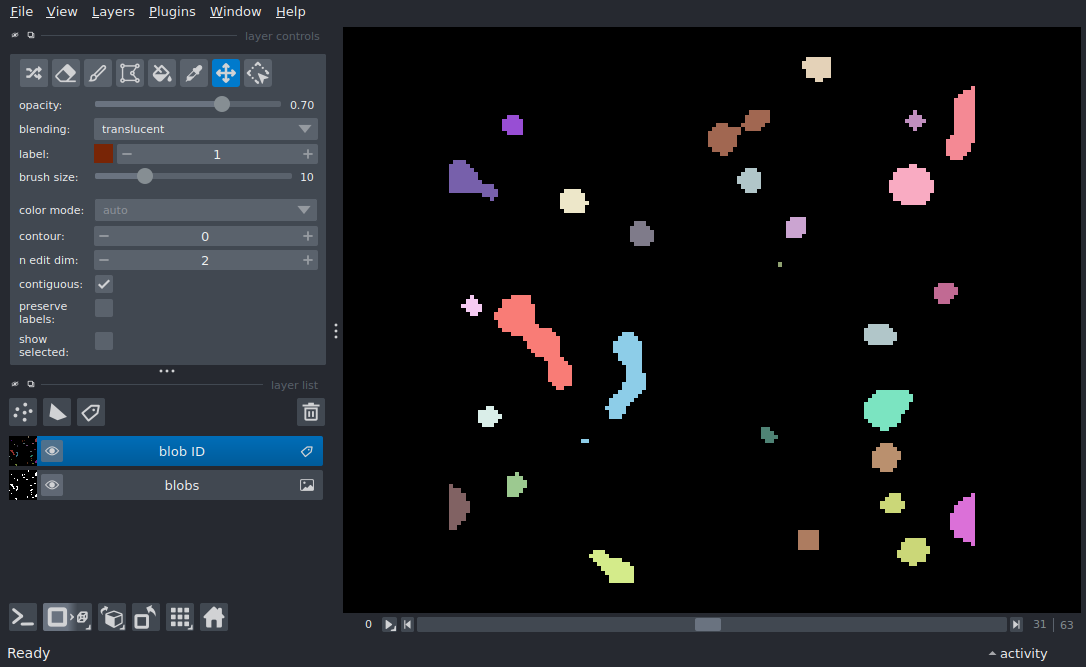 File View Layers Plugins Window Help
layer controls
opacity: 0.70
blending: translucent
label: 1
brush size: 10
color mode: auto
contour: 0
n edit dim: 2
contiguous:
preserve
labels:
show
selected:
layer list
blob ID
blobs
0 31 63
Ready activity